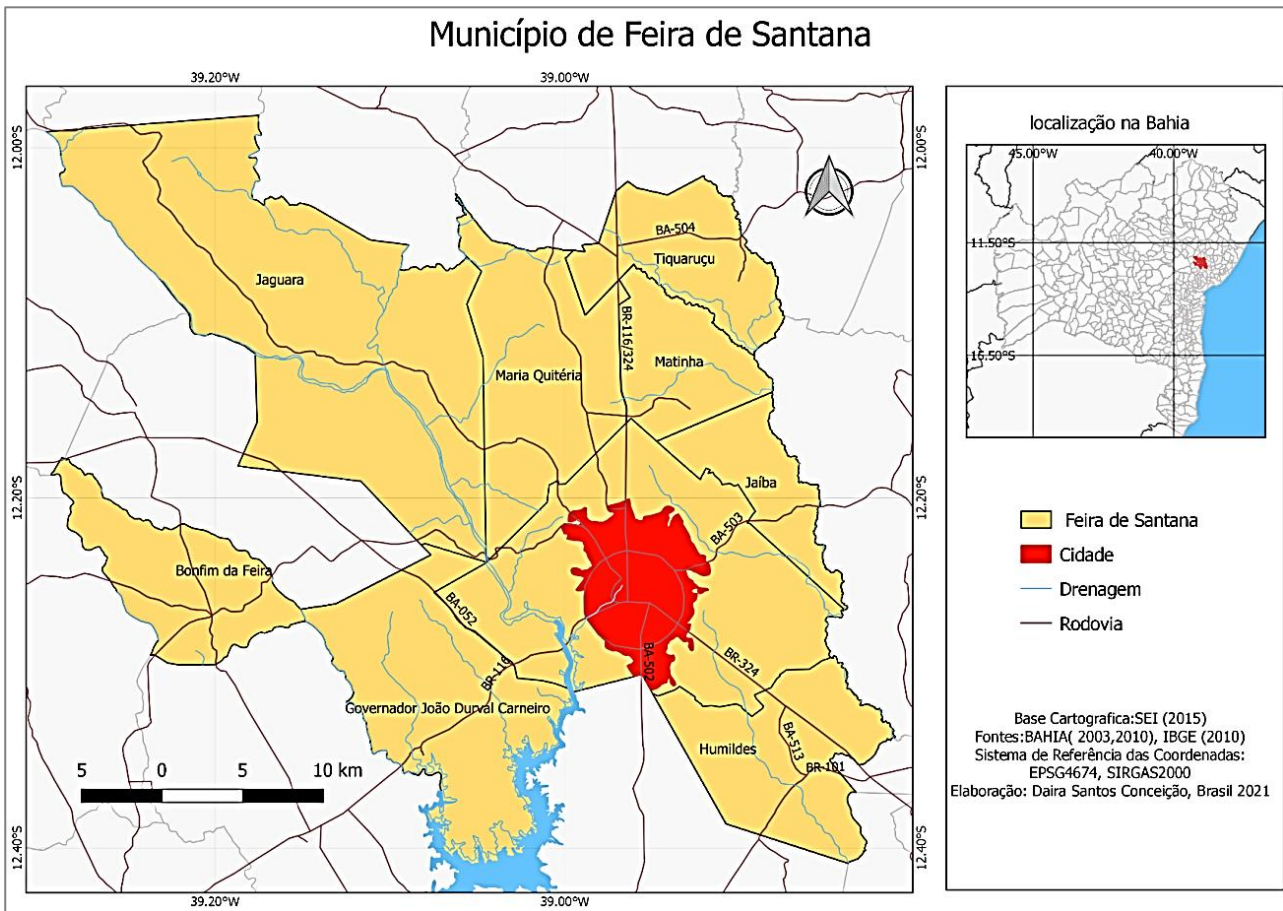 Município de Feira de Santana
39.20°W
39.00°W
12.00°S
12.00°S
BA-504
Tiquaruçu
Jaguara
BR-116/324
Matinha
Maria Quitéria
Jaíba
12.20°S
12.20°S
BA-503
Bonfim da Feira
BA-052
BR-324
BA-502
BR-116
Governador João Durval Carneiro
Humildes
BA-513
BR-101
5 0 5 10 km
12.40°S
12.40°S
39.20°W
39.00°W
localização na Bahia
45.00°W
40.00°W
11.50°S
16.50°S
Feira de Santana
Cidade
Drenagem
Rodovia
Base Cartografica:SEI (2015)
Fontes:BAHIA( 2003,2010), IBGE (2010)
Sistema de Referência das Coordenadas:
EPSG4674, SIRGAS2000
Elaboração: Daira Santos Conceição, Brasil 2021